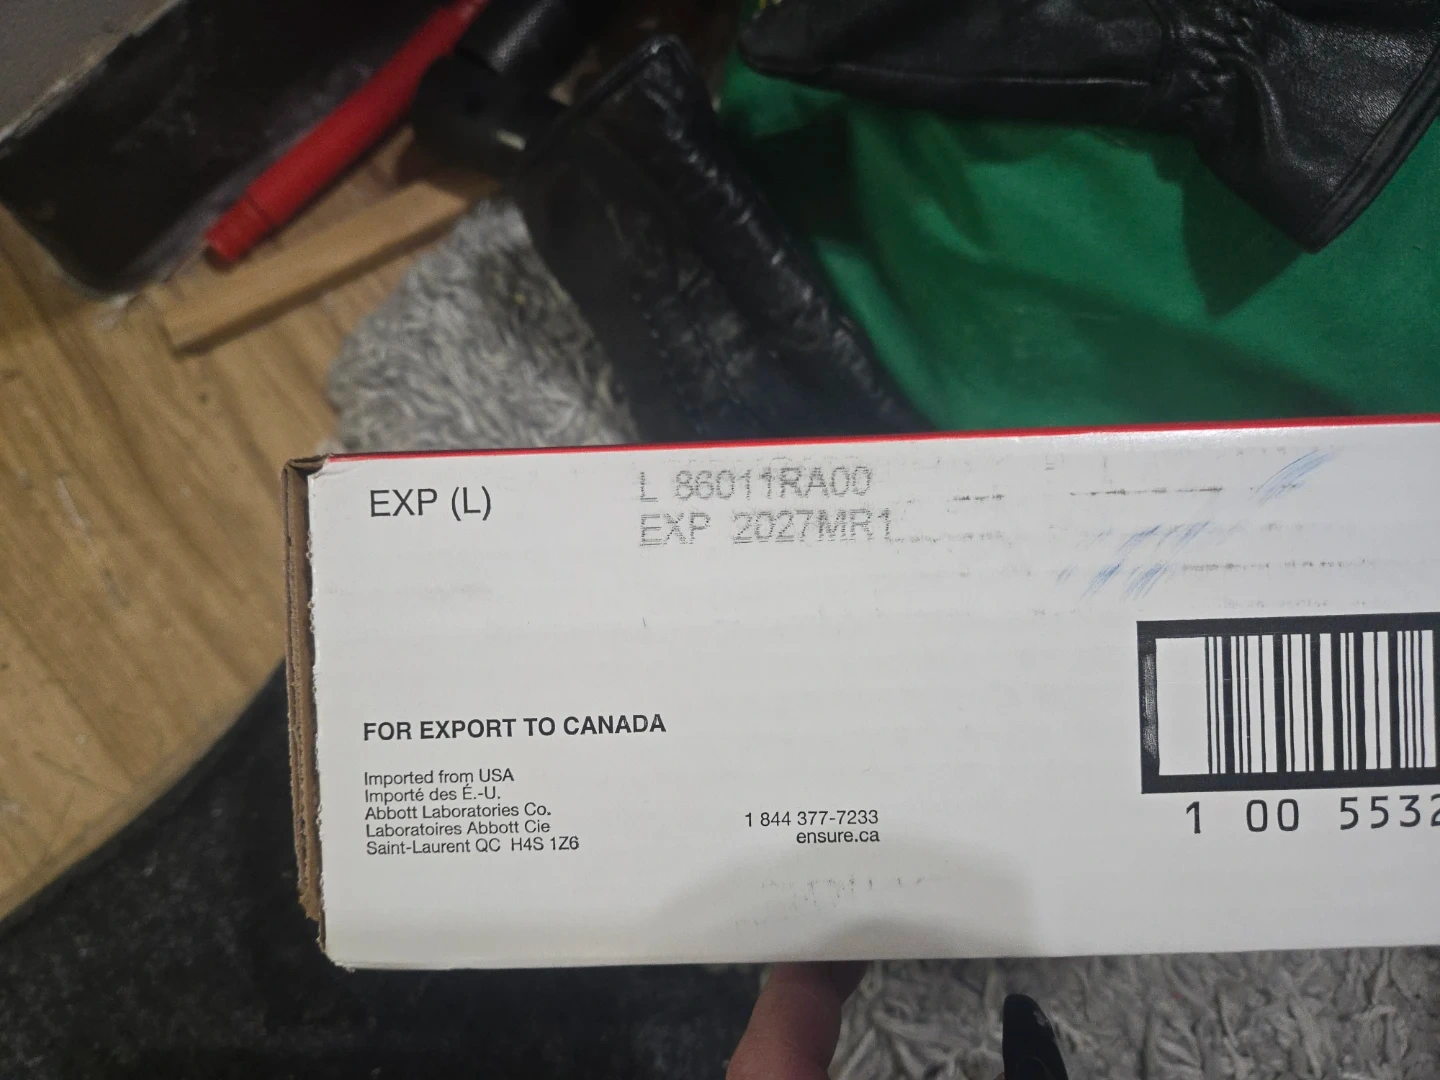 EXP (L)
L 86011RA00
EXP 2027MR1
FOR EXPORT TO CANADA
Imported from USA
Importé des É.-U.
Abbott Laboratories Co.
Laboratoires Abbott Cie
Saint-Laurent QC H4S 1Z6
1 844 377-7233
ensure.ca
1 00 5532